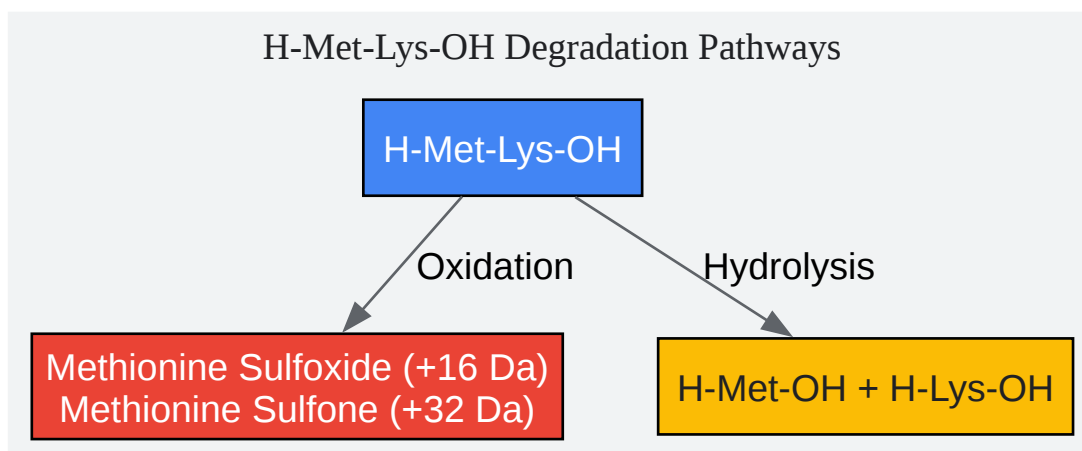 H-Met-Lys-OH Degradation Pathways
H-Met-Lys-OH
Oxidation
Hydrolysis
Methionine Sulfoxide (+16 Da)
Methionine Sulfone (+32 Da)
H-Met-OH + H-Lys-OH